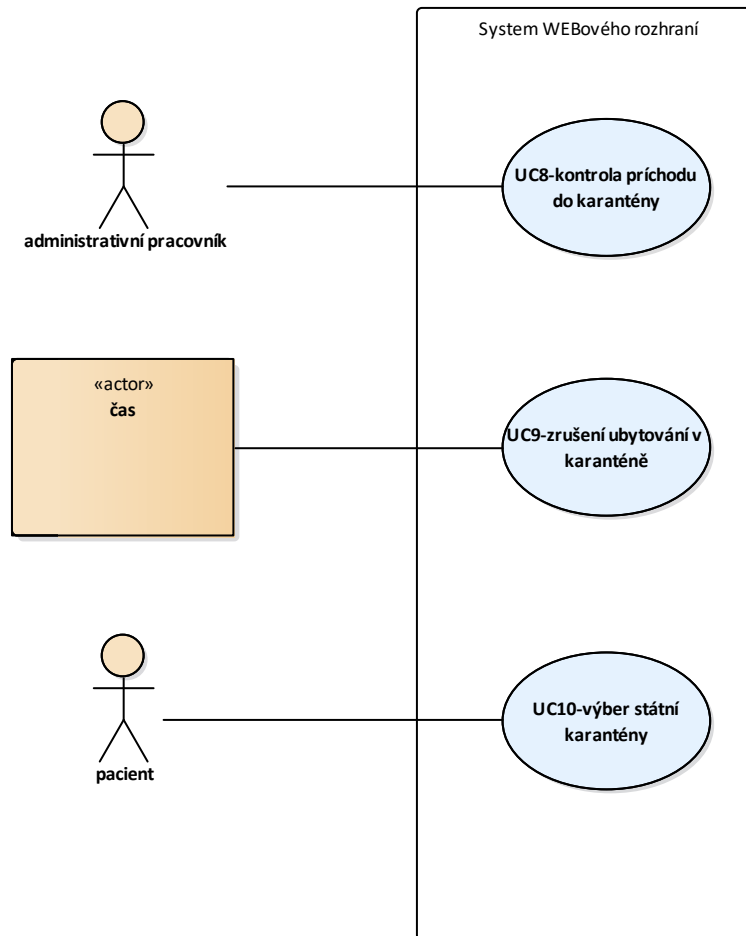 System WEBového rozhraní
UC8-kontrola príchodu
do karantény
administrativní pracovník
«actor»
čas
UC9-zrušení ubytování v
karanténě
UC10-výber státní
karantény
pacient